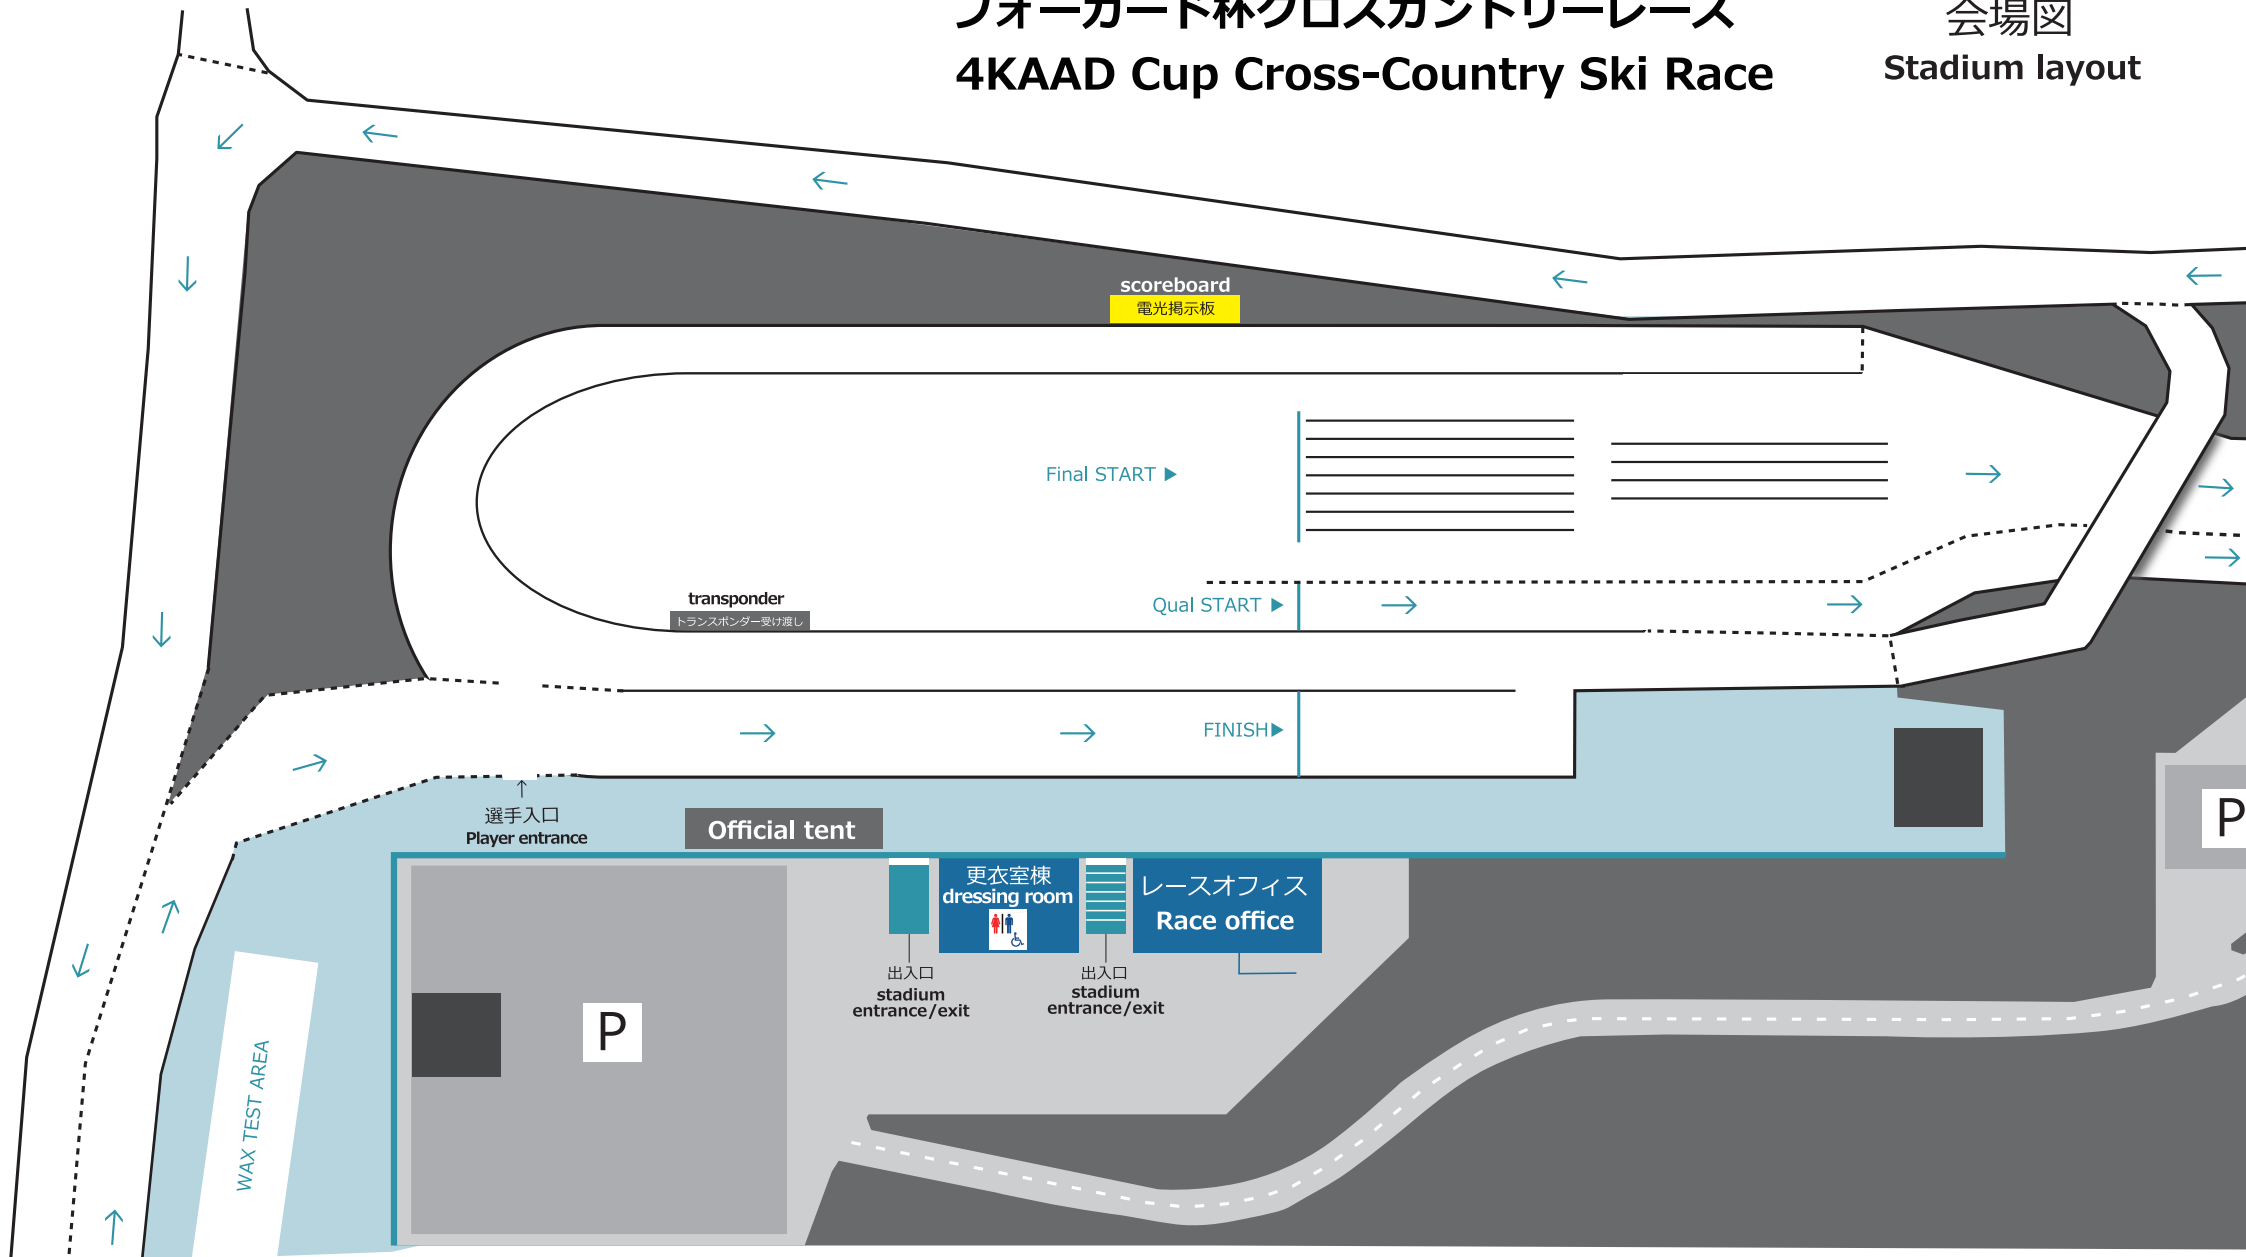 フォーカード杯クロスカントリーレース
会場図
4KAAD Cup Cross-Country Ski Race
Stadium layout
scoreboard
電光掲示板
Final START ▶
transponder
トランスポンダー受け渡し
Qual START ▶
FINISH▶
選手入口
Player entrance
Official tent
更衣室棟
dressing room
レースオフィス
Race office
出入口
stadium
entrance/exit
出入口
stadium
entrance/exit
P
P
WAX TEST AREA